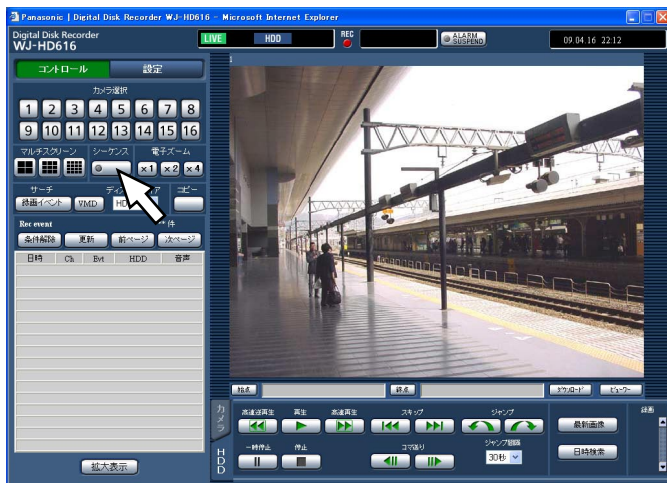 Panasonic | Digital Disk Recorder WJ-HD616 - Microsoft Internet Explorer
Digital Disk Recorder
WJ-HD616
LIVE HDD REC ALARM SUSPEND 09.04.16 22:12
コントロール 設定
カメラ選択
1 2 3 4 5 6 7 8
9 10 11 12 13 14 15 16
マルチスクリーン シーケンス 電子ズーム
x1 x2 x4
サーチ コピー
録画イベント VMD
Rec event 件
条件解除 更新 前ページ 次ページ
日時 Ch Evt HDD 音声
拡大表示
1
始点 終点 ダウンロード ビューワー
カメラ
HDD
高速逆再生 再生 高速再生 スキップ ジャンプ
一時停止 停止 コマ送り ジャンプ間隔
30秒
最新画像
日時検索
録画